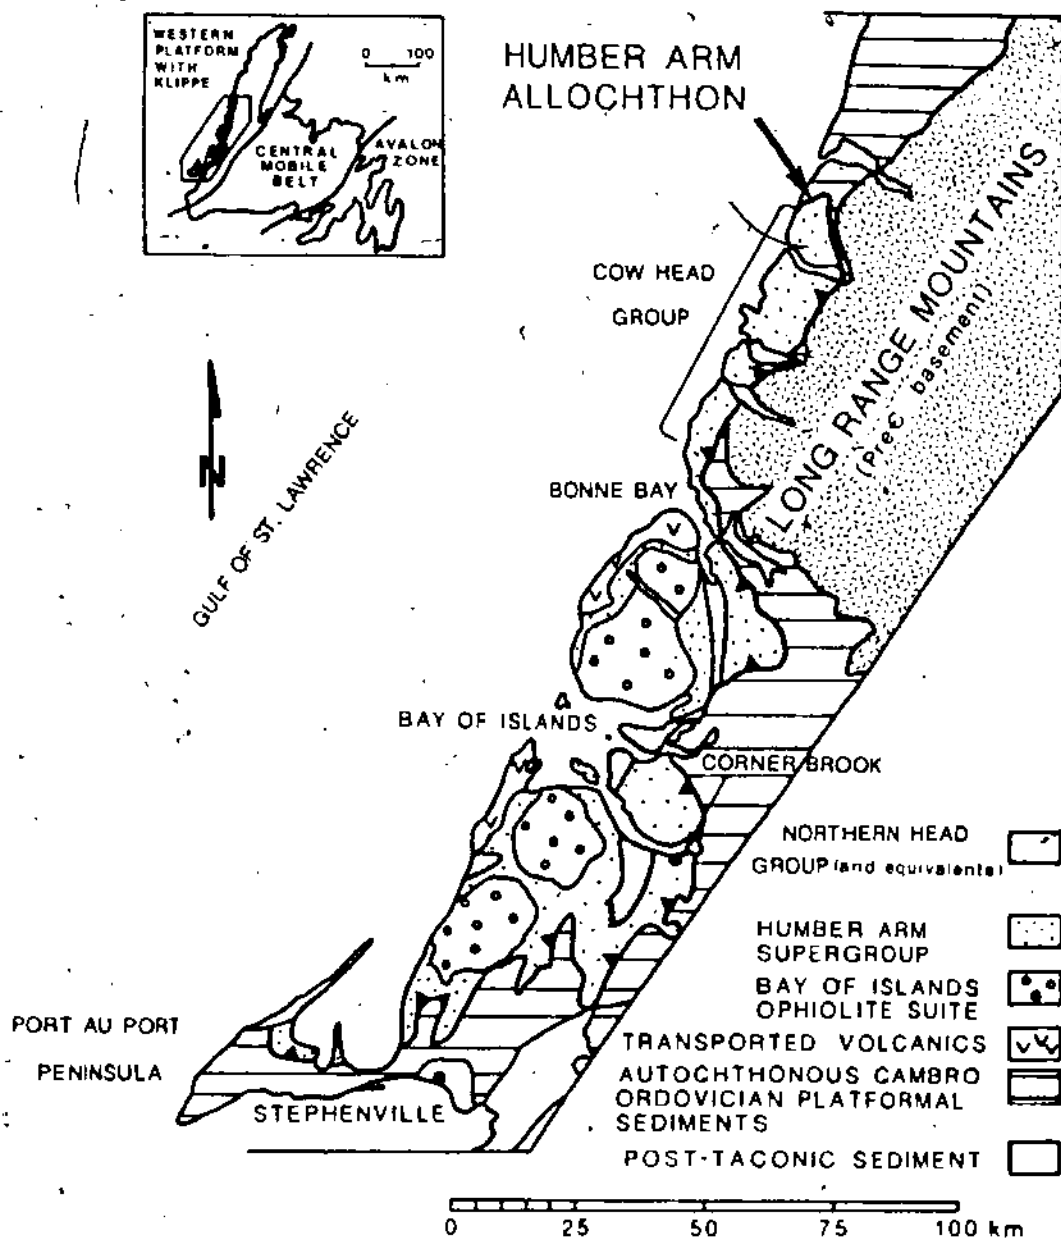 WESTERN
PLATFORM
WITH
KLIPPE
0 100
km
CENTRAL
MOBILE
BELT
AVALON
ZONE
HUMBER ARM
ALLOCHTHON
COW HEAD
GROUP
LONG RANGE MOUNTAINS
(PreЄ basement)
N
GULF OF ST. LAWRENCE
BONNE BAY
BAY OF ISLANDS
CORNER BROOK
PORT AU PORT
PENINSULA
STEPHENVILLE
NORTHERN HEAD
GROUP (and equivalents)
HUMBER ARM
SUPERGROUP
BAY OF ISLANDS
OPHIOLITE SUITE
TRANSPORTED VOLCANICS
AUTOCHTHONOUS CAMBRO
ORDOVICIAN PLATFORMAL
SEDIMENTS
POST-TACONIC SEDIMENT
0 25 50 75 100 km